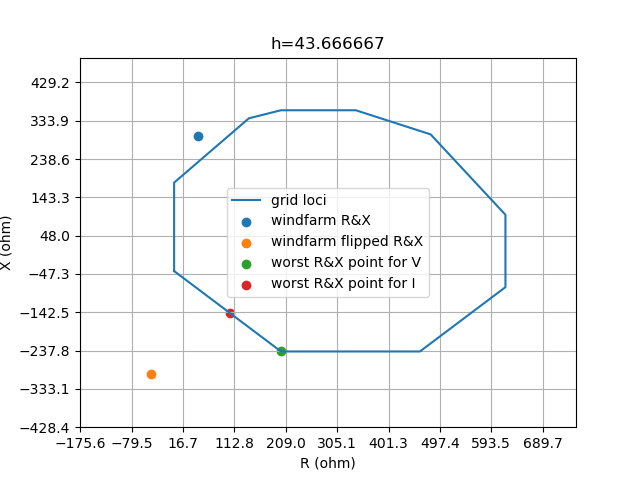 h=43.666667
429.2
333.9
238.6
143.3
48.0
−47.3
−142.5
−237.8
−333.1
−428.4
X (ohm)
grid loci
windfarm R&X
windfarm flipped R&X
worst R&X point for V
worst R&X point for I
−175.6 −79.5 16.7 112.8 209.0 305.1 401.3 497.4 593.5 689.7
R (ohm)